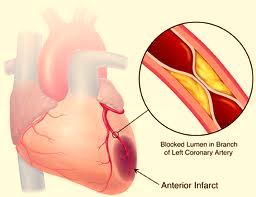 Blocked Lumen in Branch
of Left Coronary Artery
Anterior Infarct